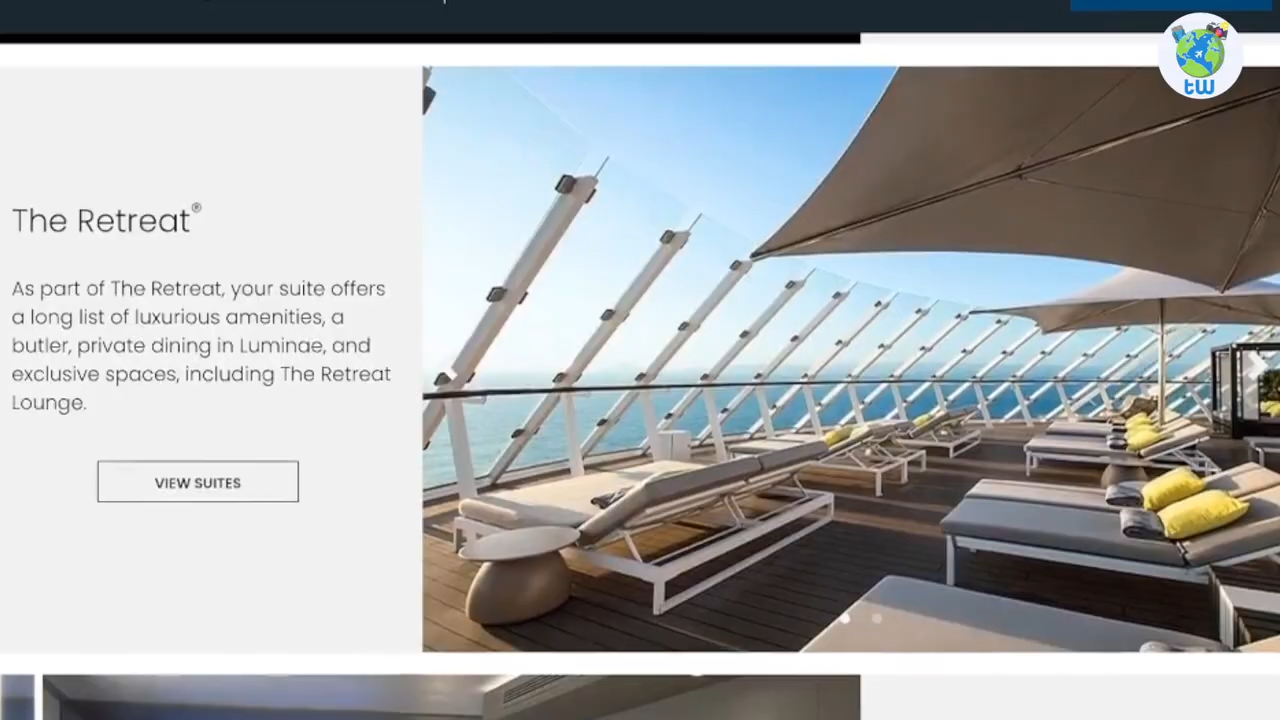 tw
The Retreat®
As part of The Retreat, your suite offers
a long list of luxurious amenities, a
butler, private dining in Luminae, and
exclusive spaces, including The Retreat
Lounge.
VIEW SUITES